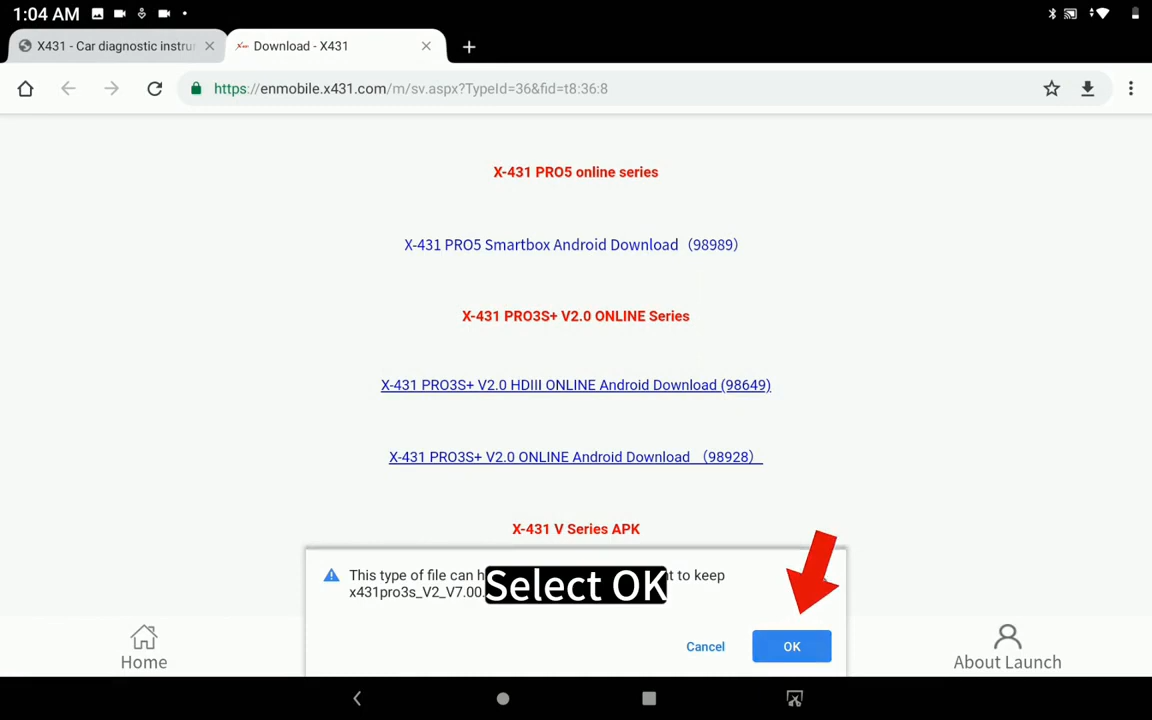 1:04 AM
X431 - Car diagnostic instru
Download - X431
https://enmobile.x431.com/m/sv.aspx?TypeId=36&fid=t8:36:8
X-431 PRO5 online series
X-431 PRO5 Smartbox Android Download（98989）
X-431 PRO3S+ V2.0 ONLINE Series
X-431 PRO3S+ V2.0 HDIII ONLINE Android Download (98649)
X-431 PRO3S+ V2.0 ONLINE Android Download （98928）
X-431 V Series APK
This type of file can h
t to keep
x431pro3s_V2_V7.00.
Select OK
Cancel
OK
Home
About Launch